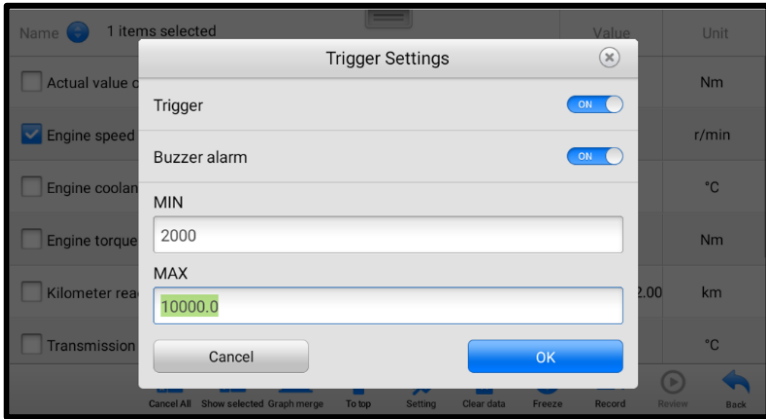 Name 1 items selected Value Unit
Trigger Settings
Actual value Nm
Trigger ON
Engine speed r/min
Buzzer alarm ON
Engine °C
MIN
2000
Engine torque Nm
MAX
10000.0
Kilometer 2.00 km
Transmission °C
Cancel OK
Cancel All Show selected Graph merge To top Setting Clear data Freeze Record Review Back